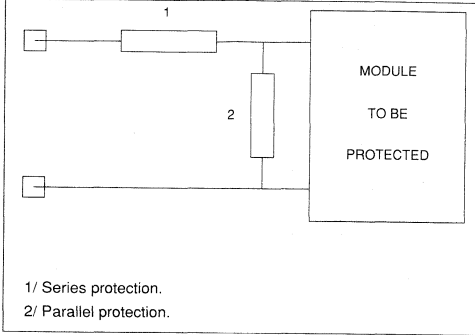 1
2
MODULE
TO BE
PROTECTED
1/ Series protection.
2/ Parallel protection.